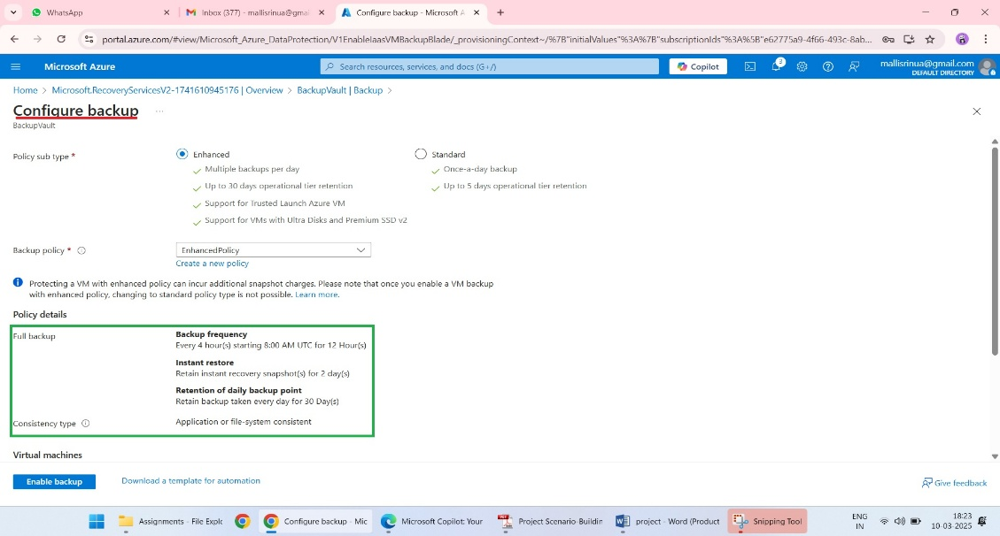 WhatsApp
Inbox (377) - mallisrinua@gmai
Configure backup - Microsoft A
portal.azure.com/#view/Microsoft_Azure_DataProtection/V1EnableIaasVMBackupBlade/_provisioningContext~/%7B"initialValues"%3A%7B"subscriptionIds"%3A%5B"e62775a9-4f66-493c-8ab...
Microsoft Azure
Search resources, services, and docs (G+/)
Copilot
3
mallisrinua@gmail.com
DEFAULT DIRECTORY
Home > Microsoft.RecoveryServicesV2-1741610945176 | Overview > BackupVault | Backup >
Configure backup ...
BackupVault
Policy sub type *
Enhanced
Multiple backups per day
Up to 30 days operational tier retention
Support for Trusted Launch Azure VM
Support for VMs with Ultra Disks and Premium SSD v2
Standard
Once-a-day backup
Up to 5 days operational tier retention
Backup policy *
EnhancedPolicy
Create a new policy
Protecting a VM with enhanced policy can incur additional snapshot charges. Please note that once you enable a VM backup
with enhanced policy, changing to standard policy type is not possible. Learn more.
Policy details
Full backup
Backup frequency
Every 4 hour(s) starting 8:00 AM UTC for 12 Hour(s)
Instant restore
Retain instant recovery snapshot(s) for 2 day(s)
Retention of daily backup point
Retain backup taken every day for 30 Day(s)
Consistency type
Application or file-system consistent
Virtual machines
Enable backup
Download a template for automation
Give feedback
Assignments - File Explo
Configure backup - Mic
Microsoft Copilot: Your
Project Scenario-Buildin
project - Word (Product
Snipping Tool
ENG
IN
18:23
10-03-2025